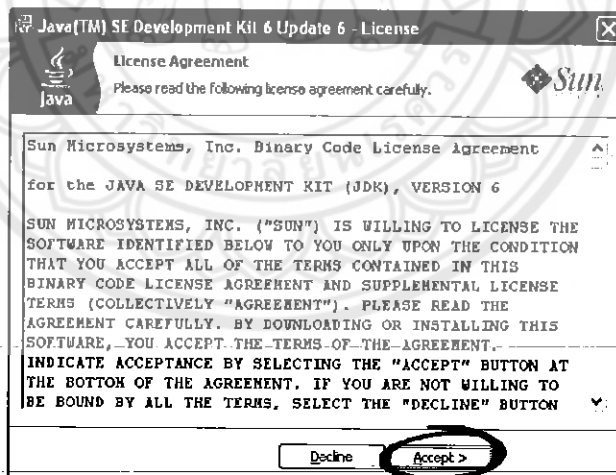 Java(TM) SE Development Kit 6 Update 6 - License
License Agreement
Please read the following license agreement carefully.
Java
Sun
Sun Microsystems, Inc. Binary Code License Agreement
for the JAVA SE DEVELOPMENT KIT (JDK), VERSION 6
SUN MICROSYSTEMS, INC. ("SUN") IS WILLING TO LICENSE THE
SOFTWARE IDENTIFIED BELOW TO YOU ONLY UPON THE CONDITION
THAT YOU ACCEPT ALL OF THE TERMS CONTAINED IN THIS
BINARY CODE LICENSE AGREEMENT AND SUPPLEMENTAL LICENSE
TERMS (COLLECTIVELY "AGREEMENT"). PLEASE READ THE
AGREEMENT CAREFULLY. BY DOWNLOADING OR INSTALLING THIS
SOFTWARE, YOU ACCEPT THE TERMS OF THE AGREEMENT.
INDICATE ACCEPTANCE BY SELECTING THE "ACCEPT" BUTTON AT
THE BOTTOM OF THE AGREEMENT. IF YOU ARE NOT WILLING TO
BE BOUND BY ALL THE TERMS, SELECT THE "DECLINE" BUTTON
Decline
Accept >